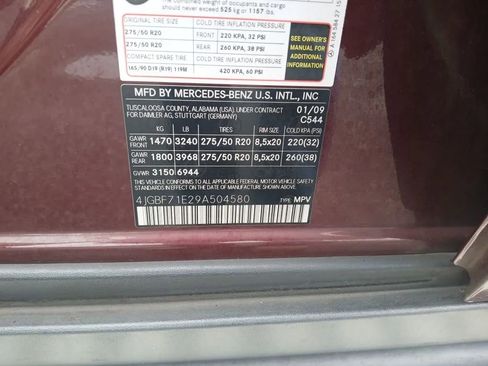 combined weight of occupants and cargo
should never exceed 525 kg or 1157 lbs.
ORIGINAL TIRE SIZE COLD TIRE INFLATION PRESSURE
275/50 R20 FRONT 220 KPA, 32 PSI
275/50 R20 REAR 260 KPA, 38 PSI
COMPACT SPARE TIRE COLD TIRE INFLATION PRESSURE
165/90 D19 (R19) 119M 420 KPA, 60 PSI
SEE OWNER'S
MANUAL FOR
ADDITIONAL
INFORMATION
MFD BY MERCEDES-BENZ U.S. INTL., INC
TUSCALOOSA COUNTY, ALABAMA (USA), UNDER CONTRACT 01/09
FOR DAIMLER AG, STUTTGART (GERMANY) C544
GAWR KG LB TIRES RIM SIZE COLD KPA (PSI)
FRONT 1470 3240 275/50 R20 8,5x20 220(32)
GAWR
REAR 1800 3968 275/50 R20 8,5x20 260(38)
GVWR 3150 6944
THIS VEHICLE CONFORMS TO ALL APPLICABLE FEDERAL MOTOR VEHICLE
SAFETY STANDARDS IN EFFECT ON THE DATE OF MANUFACTURE SHOWN ABOVE.
4JGBF71E29A504580 TYPE: MPV